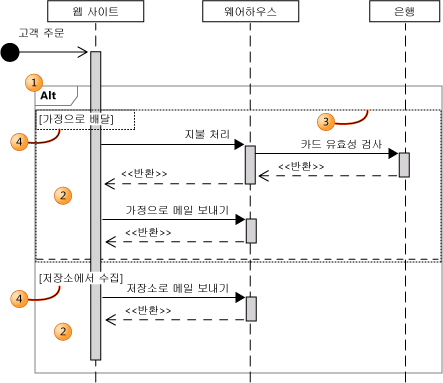 웹 사이트
웨어하우스
은행
고객 주문
1
Alt
[가정으로 배달]
3
4
지불 처리
카드 유효성 검사
<<반환>>
<<반환>>
2
가정으로 메일 보내기
<<반환>>
[저장소에서 수집]
4
저장소로 메일 보내기
<<반환>>
2